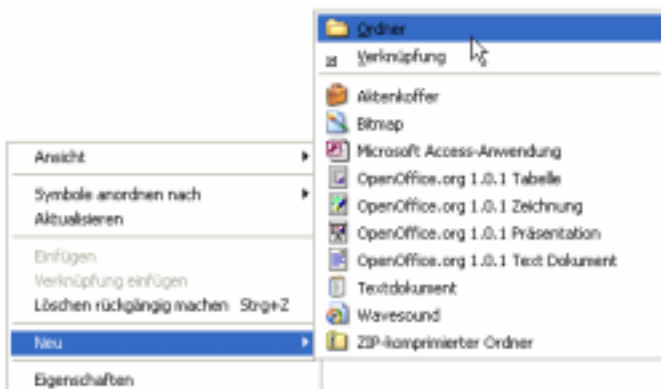 Ansicht
Symbole anordnen nach
Aktualisieren
Einfügen
Verknüpfung einfügen
Löschen rückgängig machen Strg+Z
Neu
Eigenschaften
Ordner
Verknüpfung
Aktenkoffer
Bitmap
Microsoft Access-Anwendung
OpenOffice.org 1.0.1 Tabelle
OpenOffice.org 1.0.1 Zeichnung
OpenOffice.org 1.0.1 Präsentation
OpenOffice.org 1.0.1 Text Dokument
Textdokument
Wavesound
ZIP-komprimierter Ordner